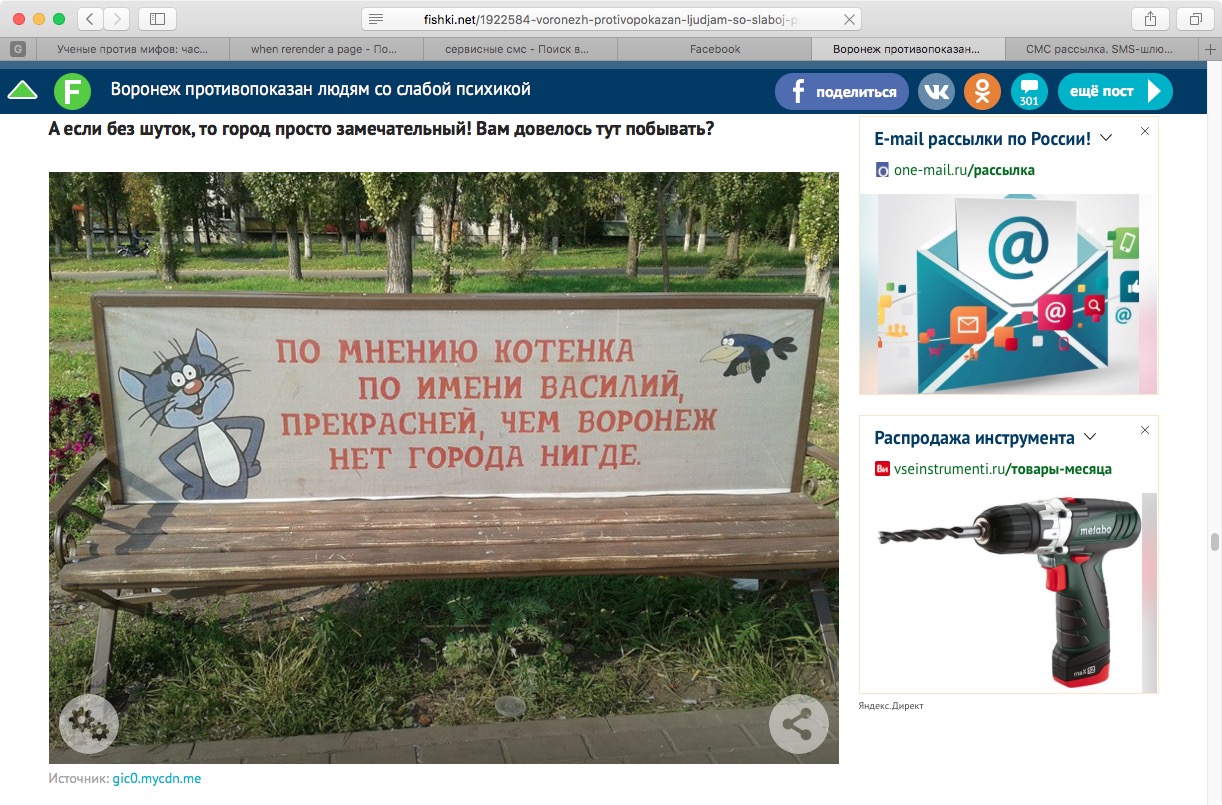 fishki.net/1922584-voronezh-protivopokazan-ljudjam-so-slaboj-p
G
Ученые против мифов: час...
when rerender a page - По...
сервисные смс - Поиск в...
Facebook
Воронеж противопоказан...
СМС рассылка. SMS-шлю...
F
Воронеж противопоказан людям со слабой психикой
f поделиться
301
ещё пост
А если без шуток, то город просто замечательный! Вам довелось тут побывать?
ПО МНЕНИЮ КОТЕНКА
ПО ИМЕНИ ВАСИЛИЙ,
ПРЕКРАСНЕЙ, ЧЕМ ВОРОНЕЖ
НЕТ ГОРОДА НИГДЕ.
Источник: gic0.mycdn.me
E-mail рассылки по России!
one-mail.ru/рассылка
@
@
@
Распродажа инструмента
Ви vseinstrumenti.ru/товары-месяца
metabo
Яндекс.Директ